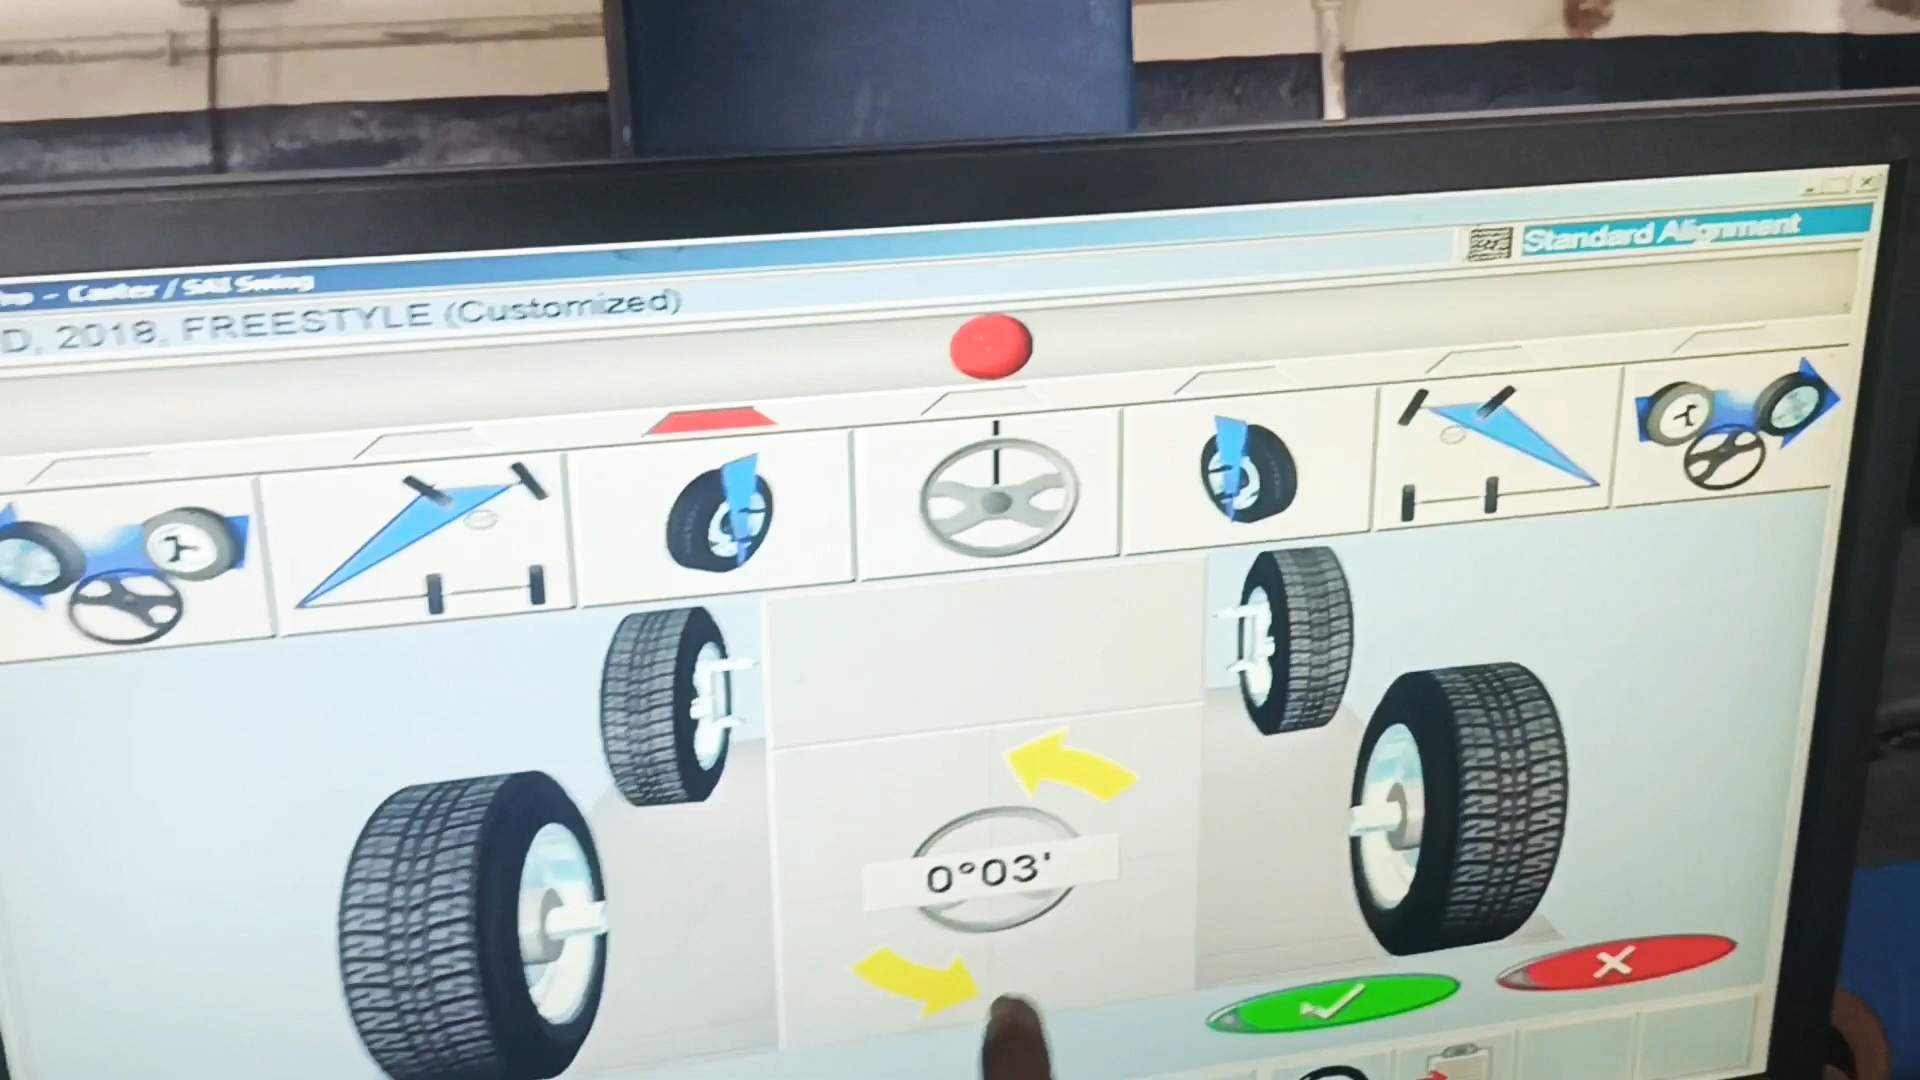 - Caster / SAI Swing
Standard Alignment
D, 2018, FREESTYLE (Customized)
0°03'